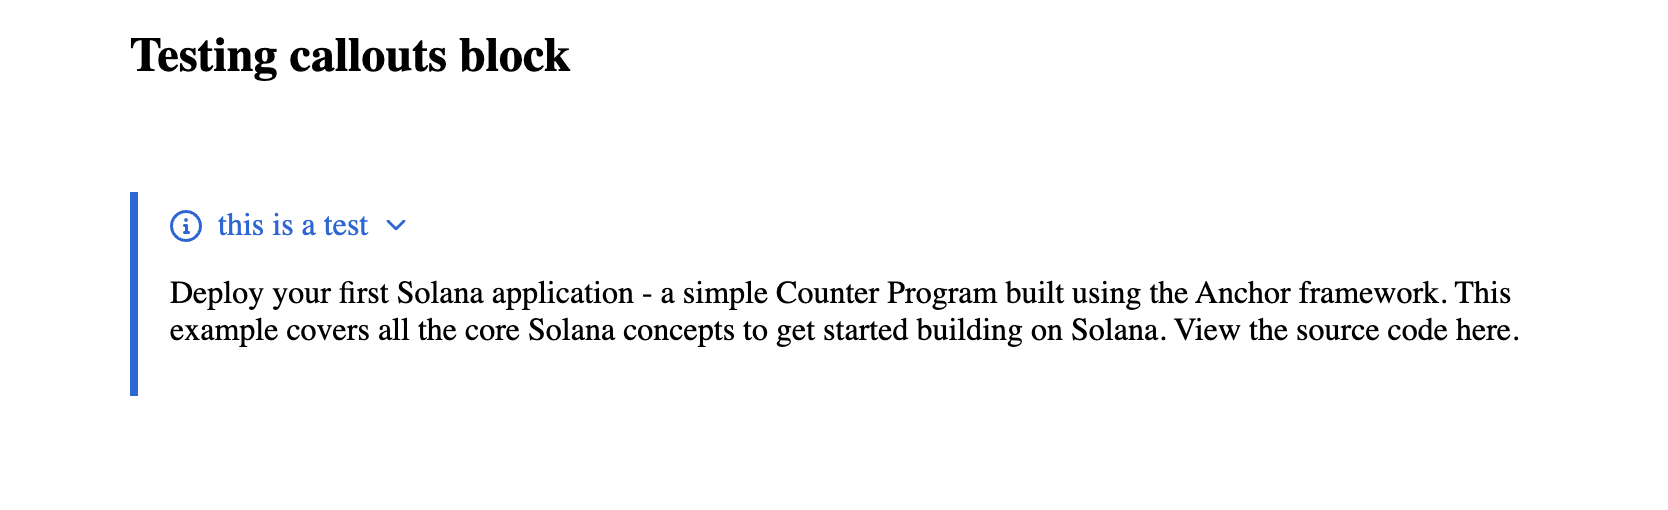 Testing callouts block
this is a test
Deploy your first Solana application - a simple Counter Program built using the Anchor framework. This
example covers all the core Solana concepts to get started building on Solana. View the source code here.